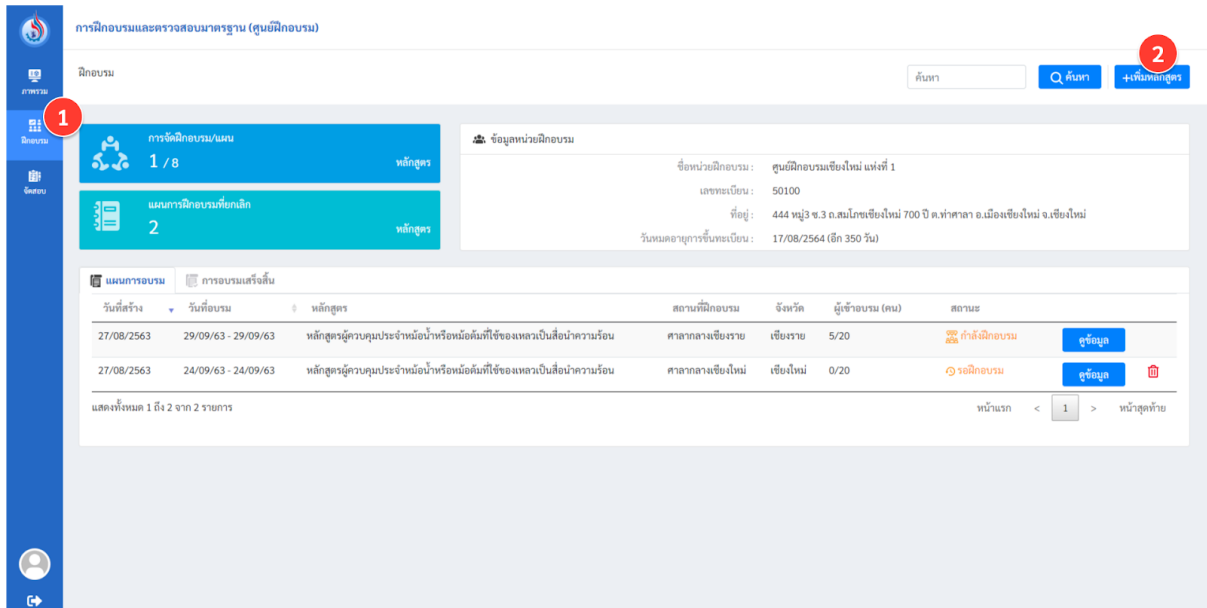 การฝึกอบรมและตรวจสอบมาตรฐาน (ศูนย์ฝึกอบรม)
2
ภาพรวม
ฝึกอบรม
ค้นหา
ค้นหา
+เพิ่มหลักสูตร
1
ฝึกอบรม
จัดสอบ
การจัดฝึกอบรม/แผน
1 / 8 หลักสูตร
แผนการฝึกอบรมที่ยกเลิก
2 หลักสูตร
ข้อมูลหน่วยฝึกอบรม
ชื่อหน่วยฝึกอบรม : ศูนย์ฝึกอบรมเชียงใหม่ แห่งที่ 1
เลขทะเบียน : 50100
ที่อยู่ : 444 หมู่3 ซ.3 ถ.สมโภชเชียงใหม่ 700 ปี ต.ท่าศาลา อ.เมืองเชียงใหม่ จ.เชียงใหม่
วันหมดอายุการขึ้นทะเบียน : 17/08/2564 (อีก 350 วัน)
แผนการอบรม การอบรมเสร็จสิ้น
วันที่สร้าง วันที่อบรม หลักสูตร สถานที่ฝึกอบรม จังหวัด ผู้เข้าอบรม (คน) สถานะ
27/08/2563 29/09/63 - 29/09/63 หลักสูตรผู้ควบคุมประจำหม้อน้ำหรือหม้อต้มที่ใช้ของเหลวเป็นสื่อนำความร้อน ศาลากลางเชียงราย เชียงราย 5/20 กำลังฝึกอบรม ดูข้อมูล
27/08/2563 24/09/63 - 24/09/63 หลักสูตรผู้ควบคุมประจำหม้อน้ำหรือหม้อต้มที่ใช้ของเหลวเป็นสื่อนำความร้อน ศาลากลางเชียงใหม่ เชียงใหม่ 0/20 รอฝึกอบรม ดูข้อมูล
แสดงทั้งหมด 1 ถึง 2 จาก 2 รายการ หน้าแรก < 1 > หน้าสุดท้าย